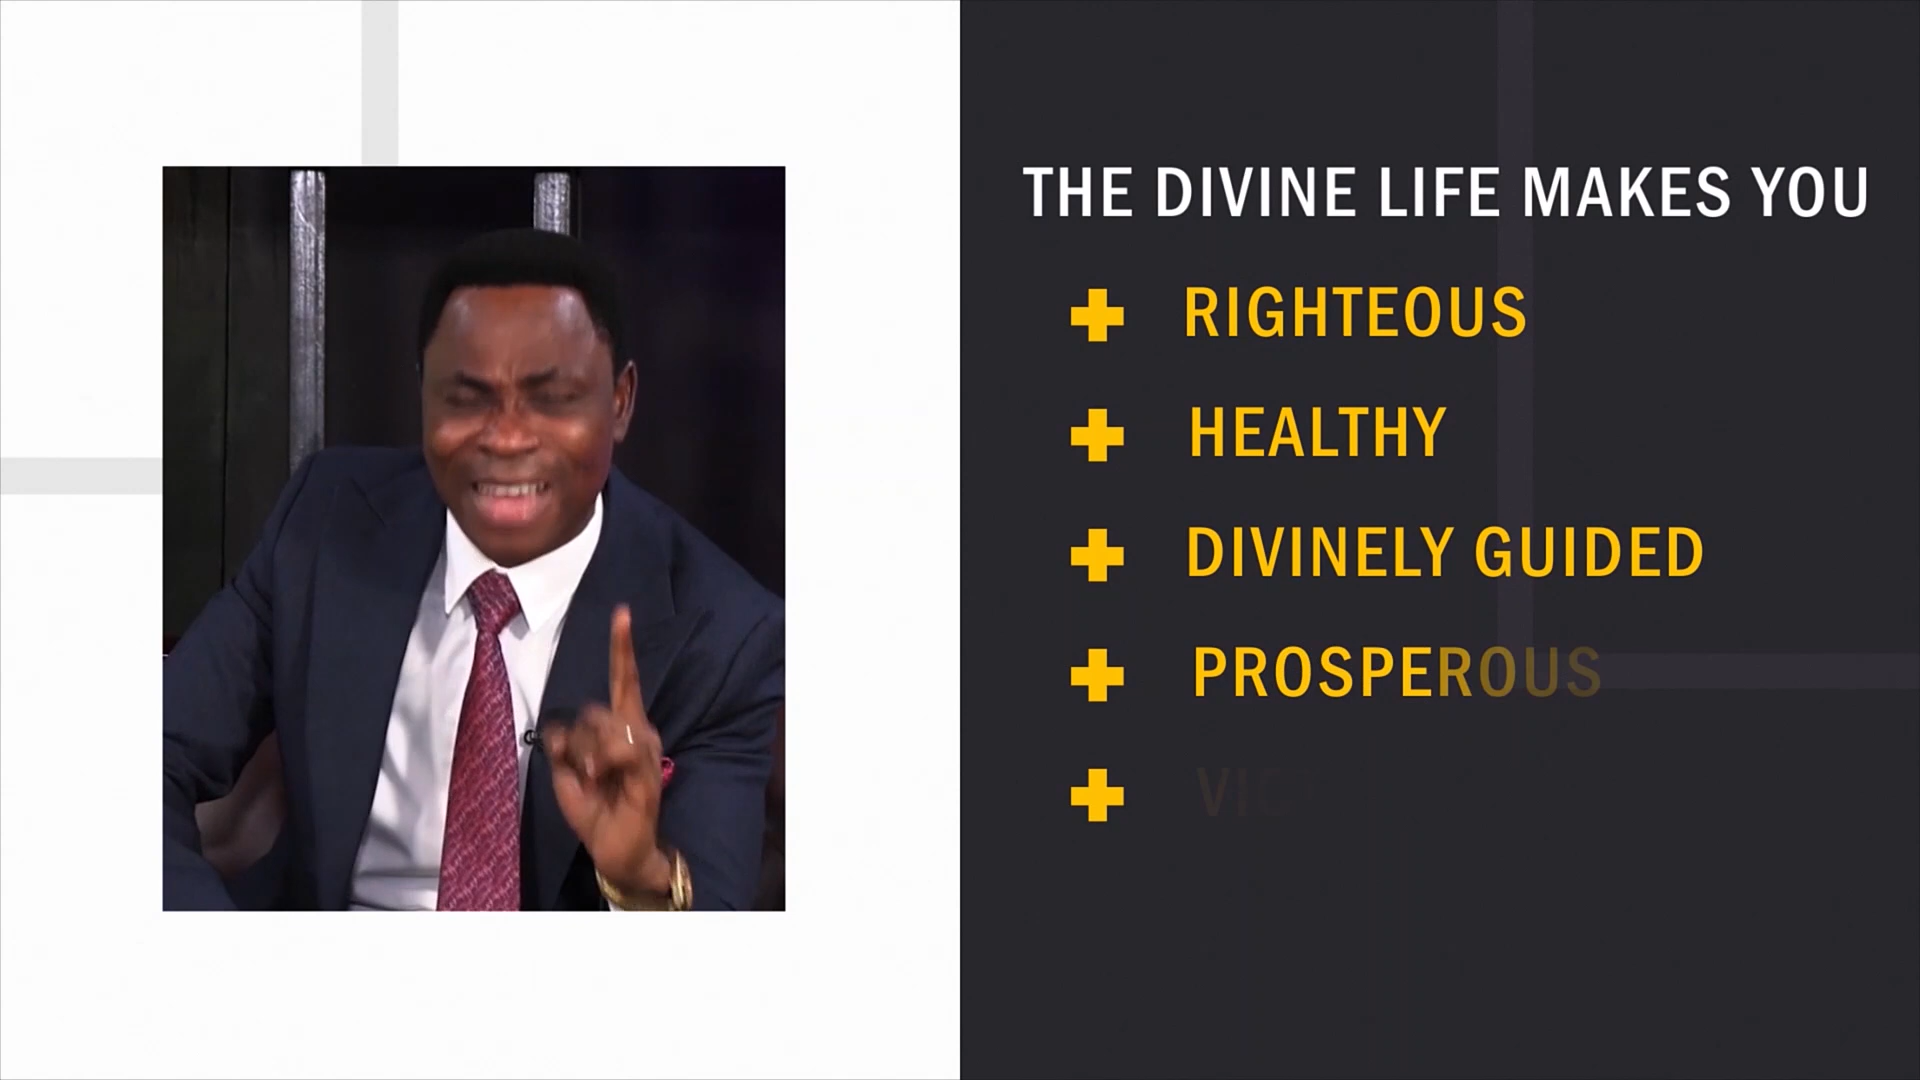 THE DIVINE LIFE MAKES YOU
RIGHTEOUS
HEALTHY
DIVINELY GUIDED
PROSPEROUS